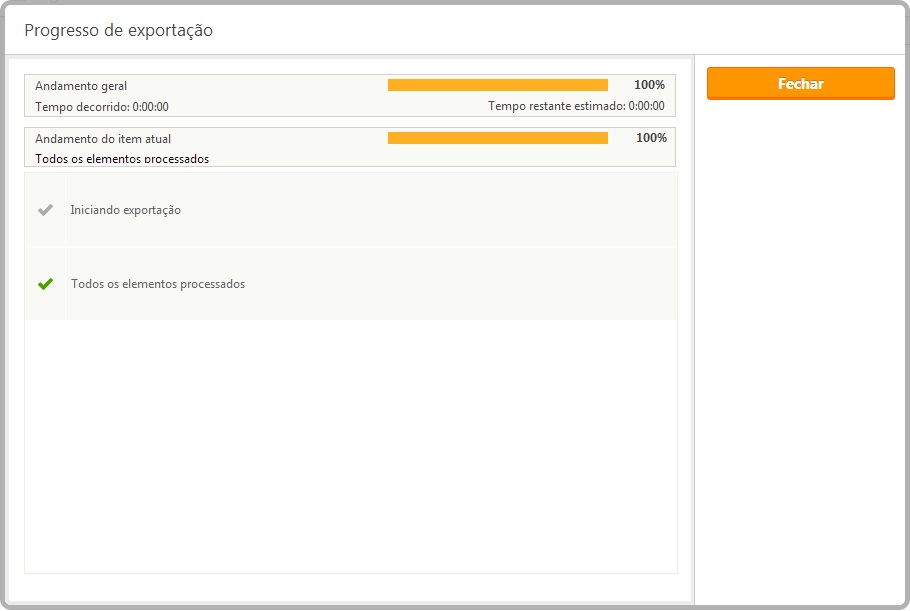 Progresso de exportação
Fechar
Andamento geral
100%
Tempo decorrido: 0:00:00
Tempo restante estimado: 0:00:00
Andamento do item atual
100%
Todos os elementos processados
Iniciando exportação
Todos os elementos processados